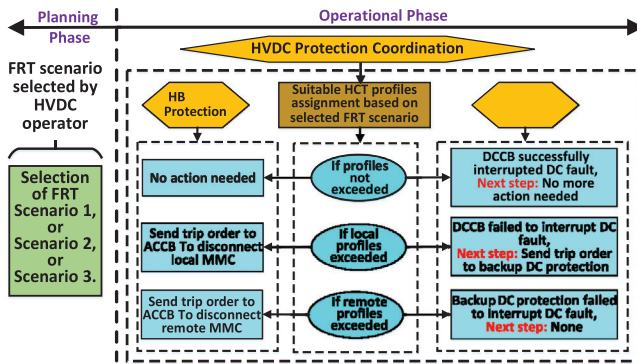 Planning
Phase
Operational Phase
HVDC Protection Coordination
FRT scenario
selected by
HVDC
operator
Selection
of FRT
Scenario 1,
or
Scenario 2,
or
Scenario 3.
HB
Protection
Suitable HCT profiles
assignment based on
selected FRT scenario
No action needed
If profiles
not
exceeded
DCCB successfully
interrupted DC fault,
Next step: No more
action needed
Send trip order to
ACCB To disconnect
local MMC
If local
profiles
exceeded
DCCB failed to interrupt DC
fault,
Next step: Send trip order
to backup DC protection
Send trip order to
ACCB To disconnect
remote MMC
If remote
profiles
exceeded
Backup DC protection failed
to interrupt DC fault,
Next step: None